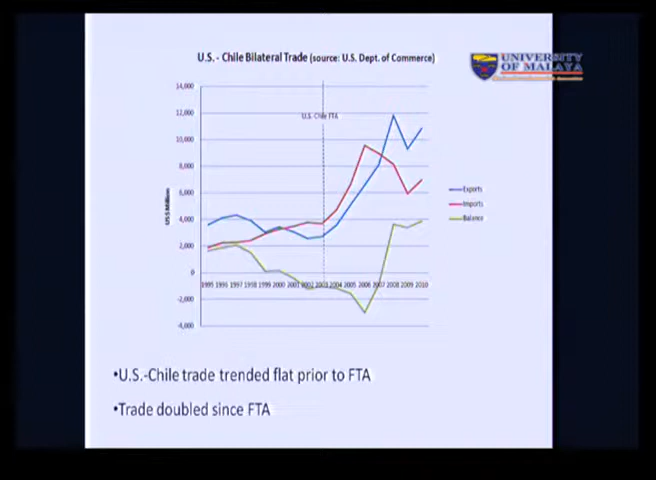 U.S. - Chile Bilateral Trade (source: U.S. Dept. of Commerce)
UNIVERSITY
OF MALAYA
14,000
12,000
U.S. Chile FTA
10,000
8,000
6,000
4,000
2,000
0
-2,000
-4,000
US$ Million
1995 1996 1997 1998 1999 2000 2001 2002 2003 2004 2005 2006 2007 2008 2009 2010
Exports
Imports
Balance
•U.S.-Chile trade trended flat prior to FTA
•Trade doubled since FTA